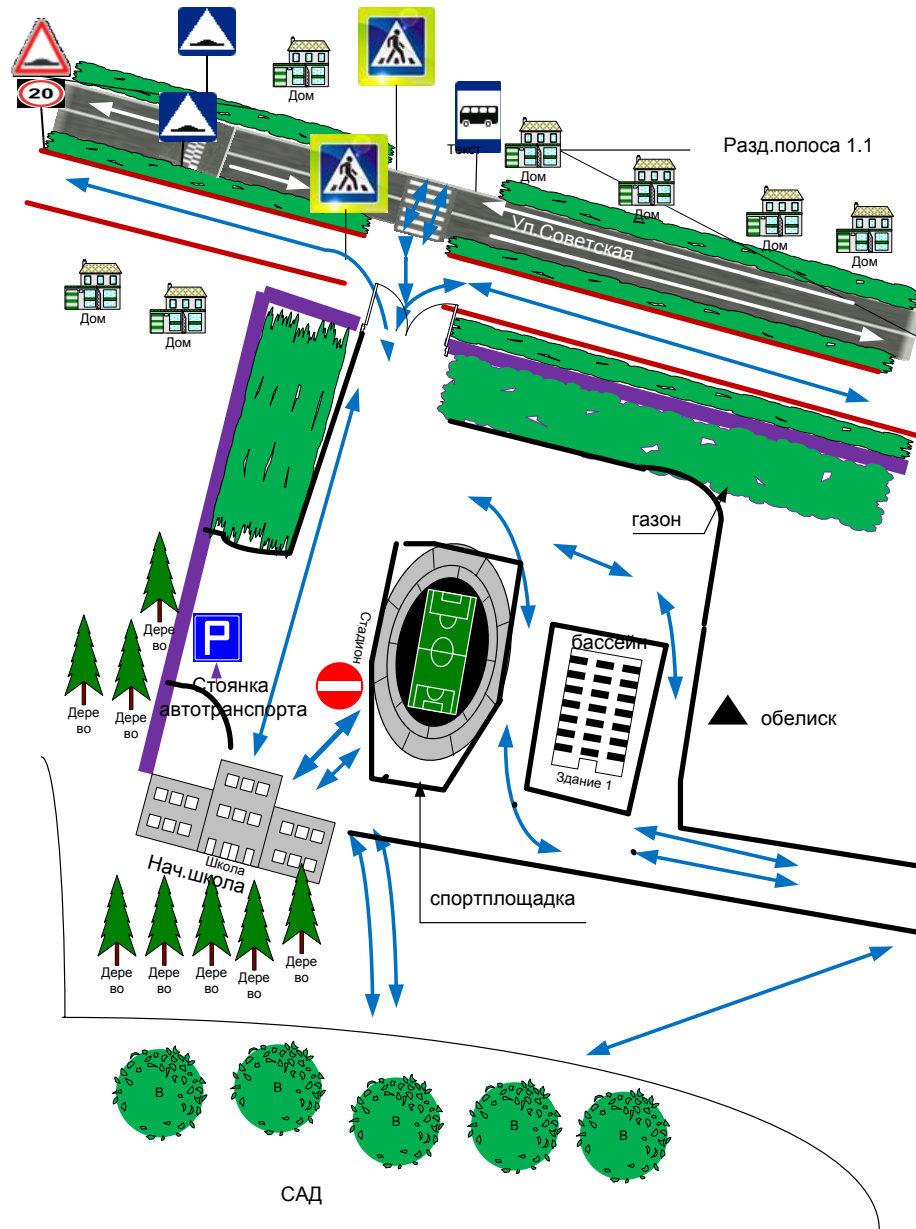 20
Дом
Текст
Разд.полоса 1.1
Дом
Дом
Дом
Дом
Ул.Советская
Дом
Дом
газон
Стадион
бассейн
Дере
во
P
Дере
во
Дере
во
Стоянка
автотранспорта
обелиск
Здание 1
Школа
Нач.школа
спортплощадка
Дере
во
Дере
во
Дере
во
Дере
во
Дере
во
В
В
В
В
В
САД